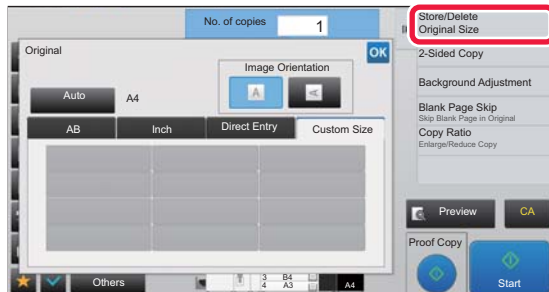 No. of copies 1
Store/Delete
Original Size
Original
OK
2-Sided Copy
Image Orientation
Background Adjustment
Auto A4
A
A
Blank Page Skip
Skip Blank Page in Original
AB Inch Direct Entry Custom Size
Copy Ratio
Enlarge/Reduce Copy
Preview CA
Proof Copy
Others
3 B4
4 A3
A4
Start